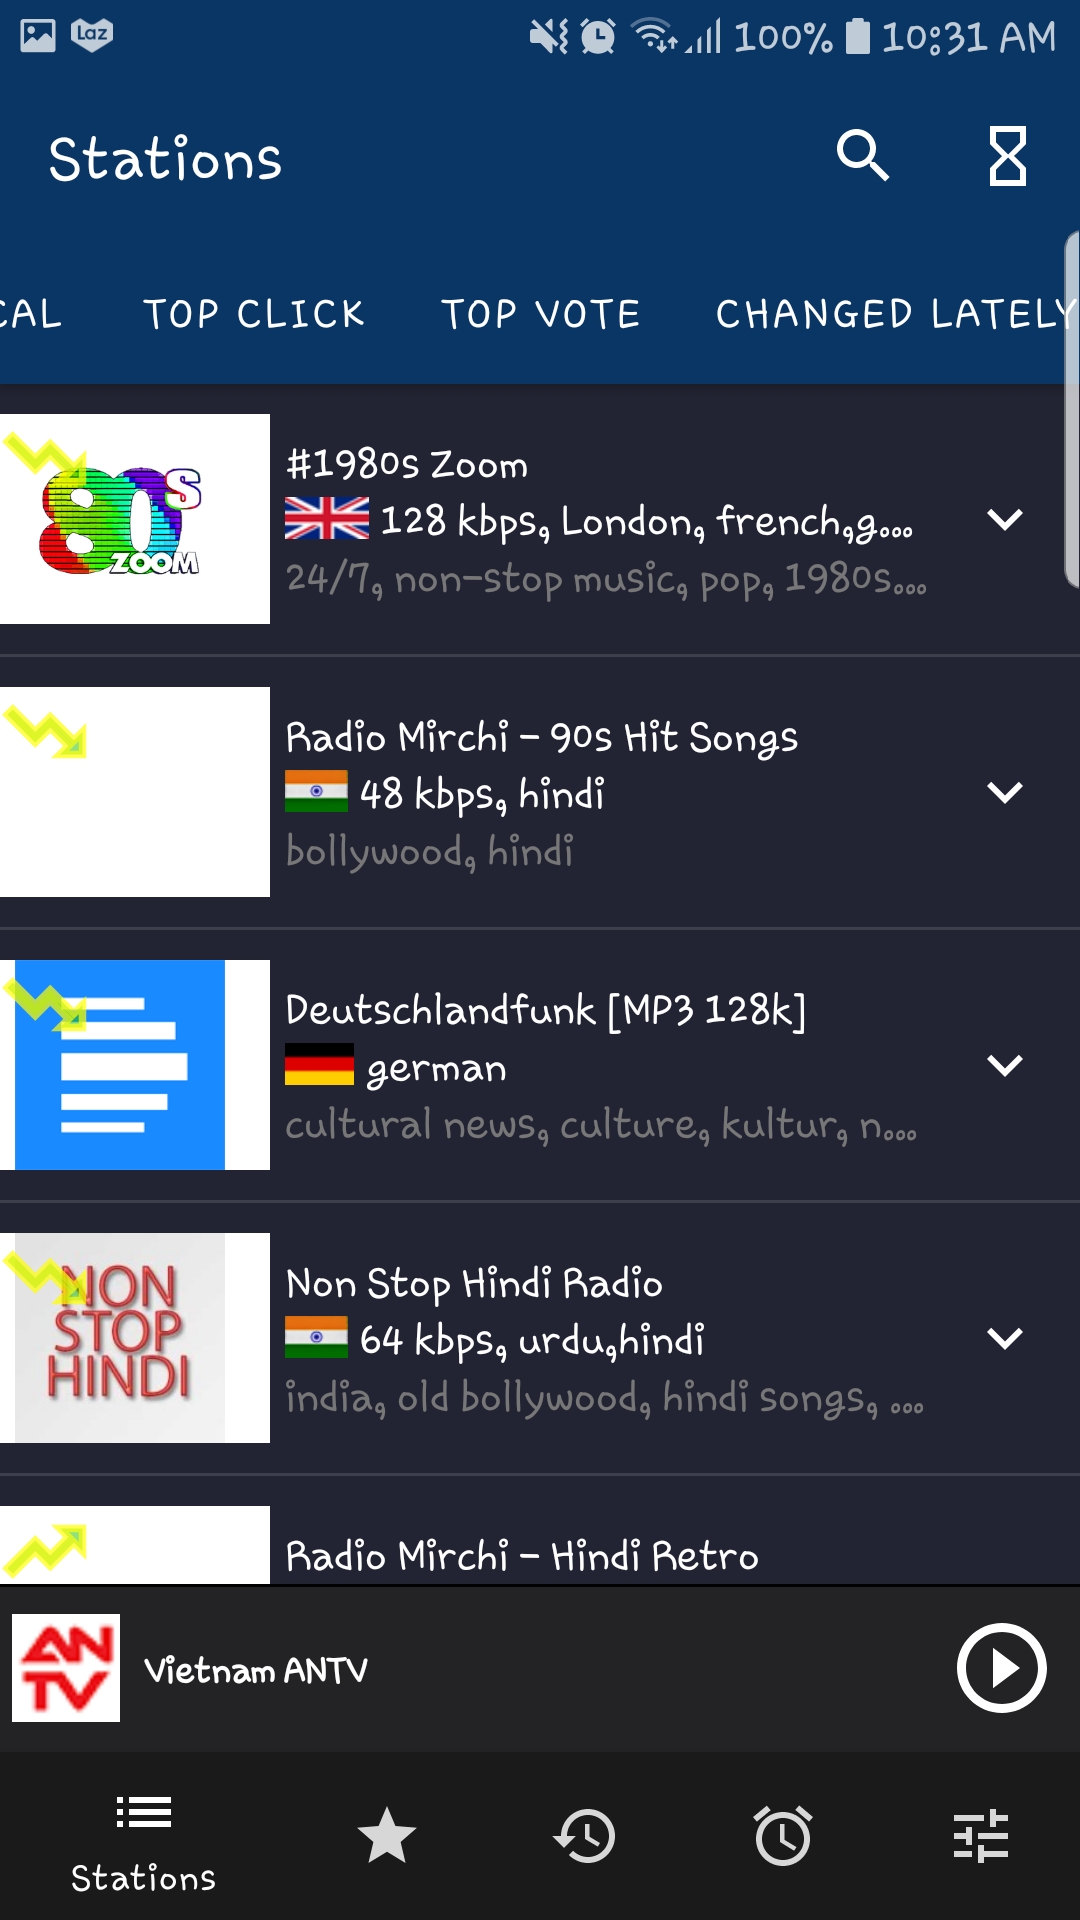 Laz 100% 10:31 AM
Stations
CAL TOP CLICK TOP VOTE CHANGED LATELY
80s
ZOOM
#1980s Zoom
128 kbps, London, french,g...
24/7, non-stop music, pop, 1980s...
Radio Mirchi - 90s Hit Songs
48 kbps, hindi
bollywood, hindi
Deutschlandfunk [MP3 128k]
german
cultural news, culture, kultur, n...
NON
STOP
HINDI
Non Stop Hindi Radio
64 kbps, urdu,hindi
india, old bollywood, hindi songs, ...
Radio Mirchi - Hindi Retro
AN
TV
Vietnam ANTV
Stations